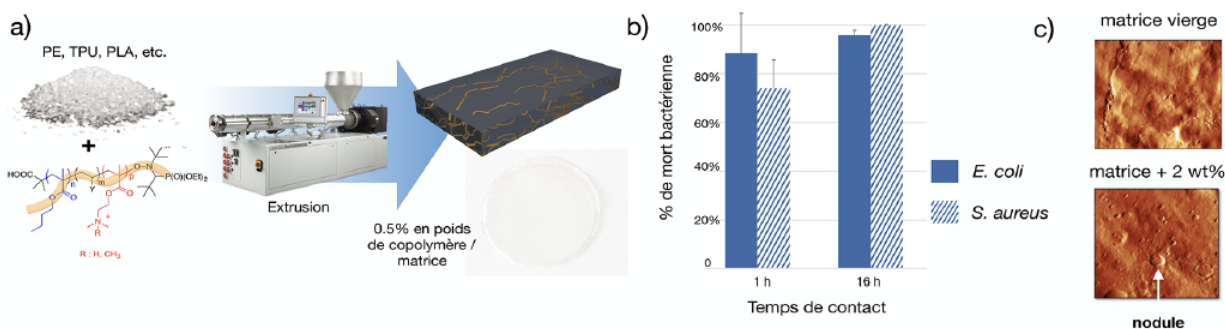 a)
PE, TPU, PLA, etc.
+
HOOC
n
m
p
Y
O
O
O
O
O-N
P(O)(OEt)₂
N
+
R
R : H, CH₃
Extrusion
0.5% en poids
de copolymère /
matrice
b)
% de mort bactérienne
100%
80%
60%
40%
20%
0
1 h
16 h
Temps de contact
E. coli
S. aureus
c)
matrice vierge
matrice + 2 wt%
nodule